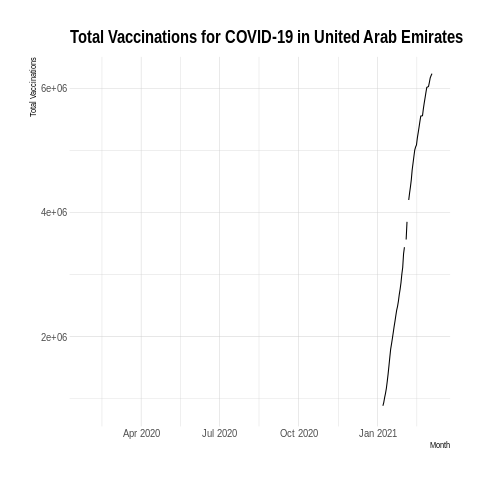 Total Vaccinations for COVID-19 in United Arab Emirates
Total Vaccinations
6e+06
4e+06
2e+06
Apr 2020 Jul 2020 Oct 2020 Jan 2021
Month